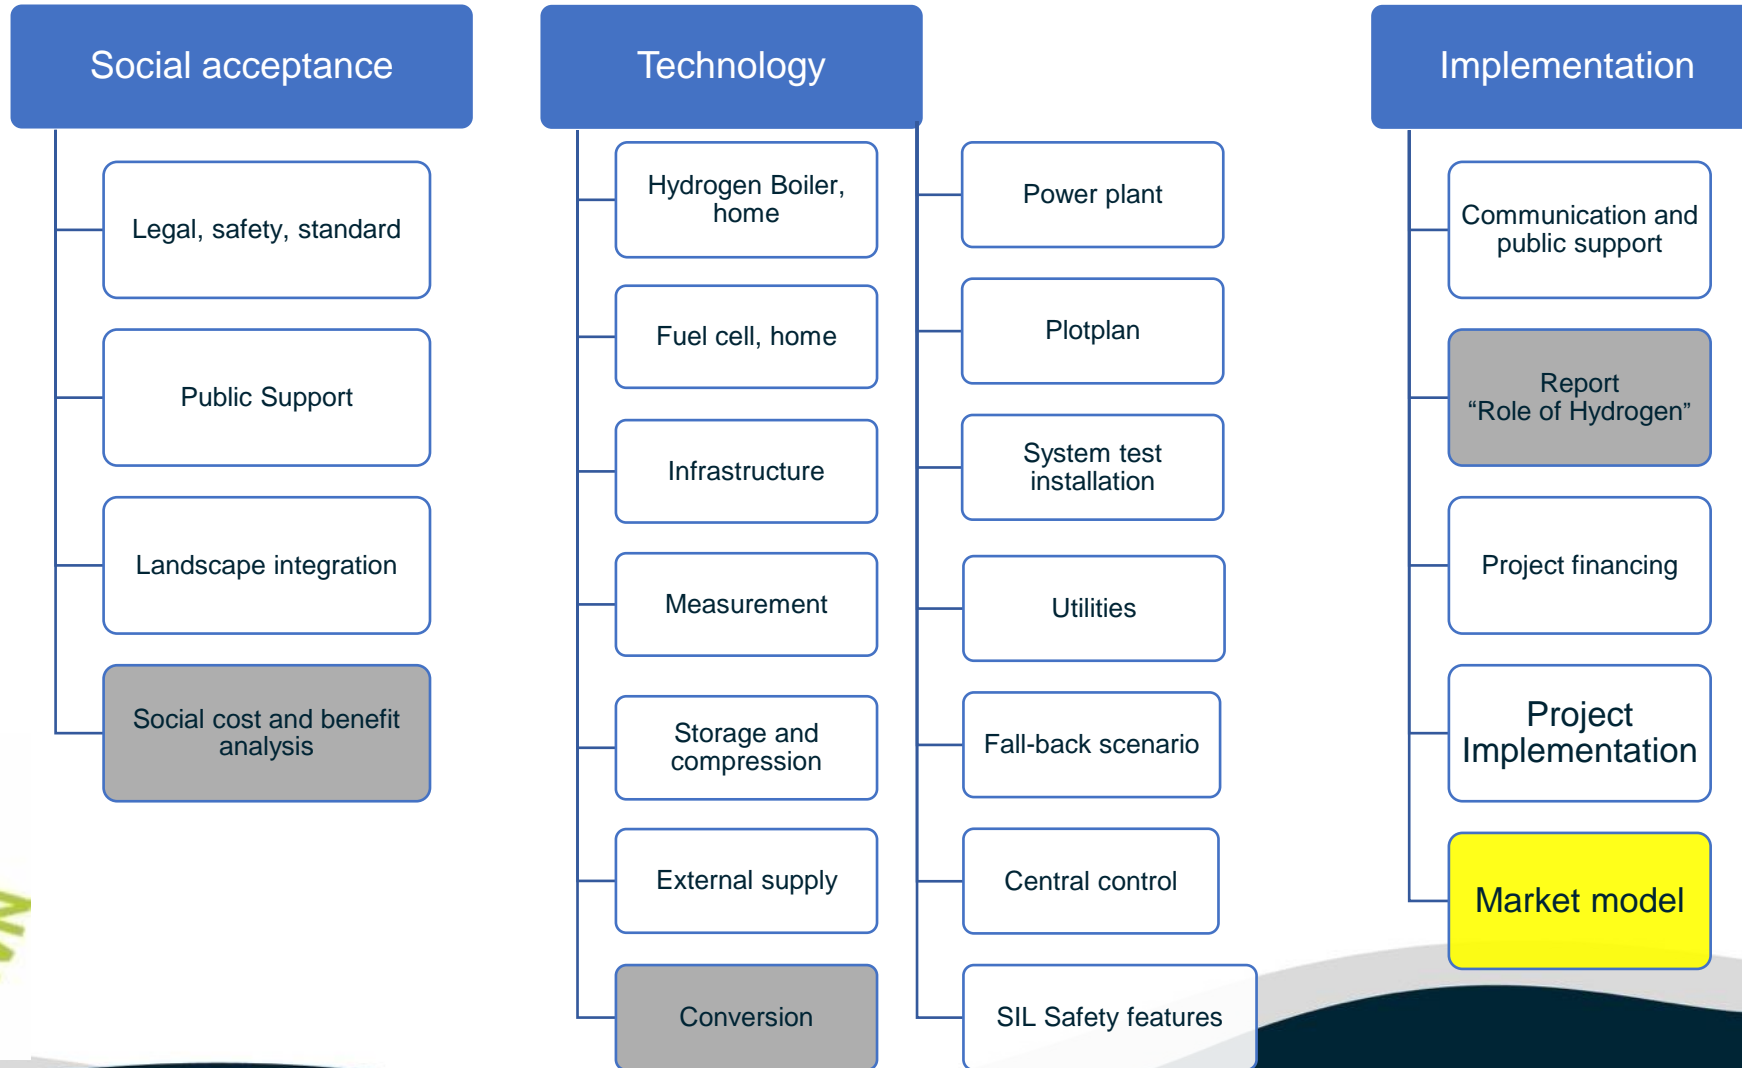 Social acceptance
Legal, safety, standard
Public Support
Landscape integration
Social cost and benefit
analysis
Technology
Hydrogen Boiler,
home
Fuel cell, home
Infrastructure
Measurement
Storage and
compression
External supply
Conversion
Power plant
Plotplan
System test
installation
Utilities
Fall-back scenario
Central control
SIL Safety features
Implementation
Communication and
public support
Report
“Role of Hydrogen”
Project financing
Project
Implementation
Market model